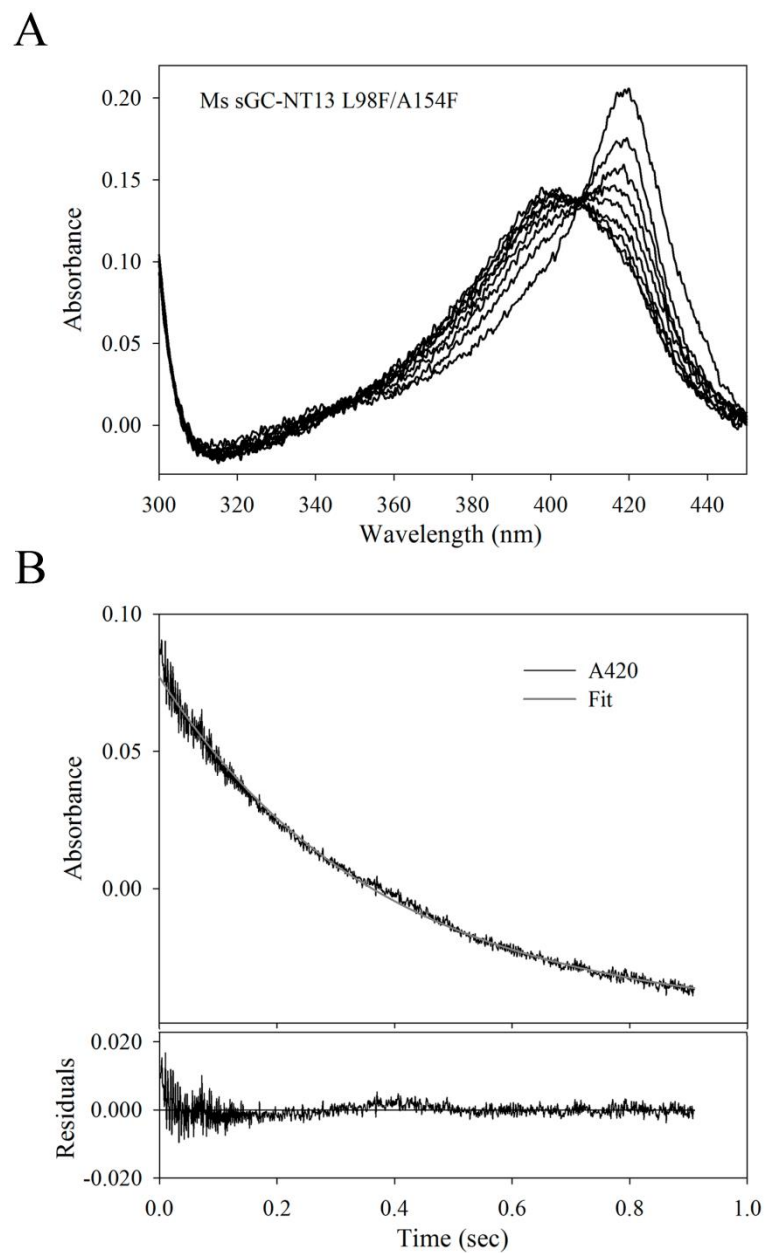 A
Ms sGC-NT13 L98F/A154F
Absorbance
0.20
0.15
0.10
0.05
0.00
300 320 340 360 380 400 420 440
Wavelength (nm)
B
Absorbance
0.10
0.05
0.00
A420
Fit
Residuals
0.020
0.000
-0.020
0.0 0.2 0.4 0.6 0.8 1.0
Time (sec)